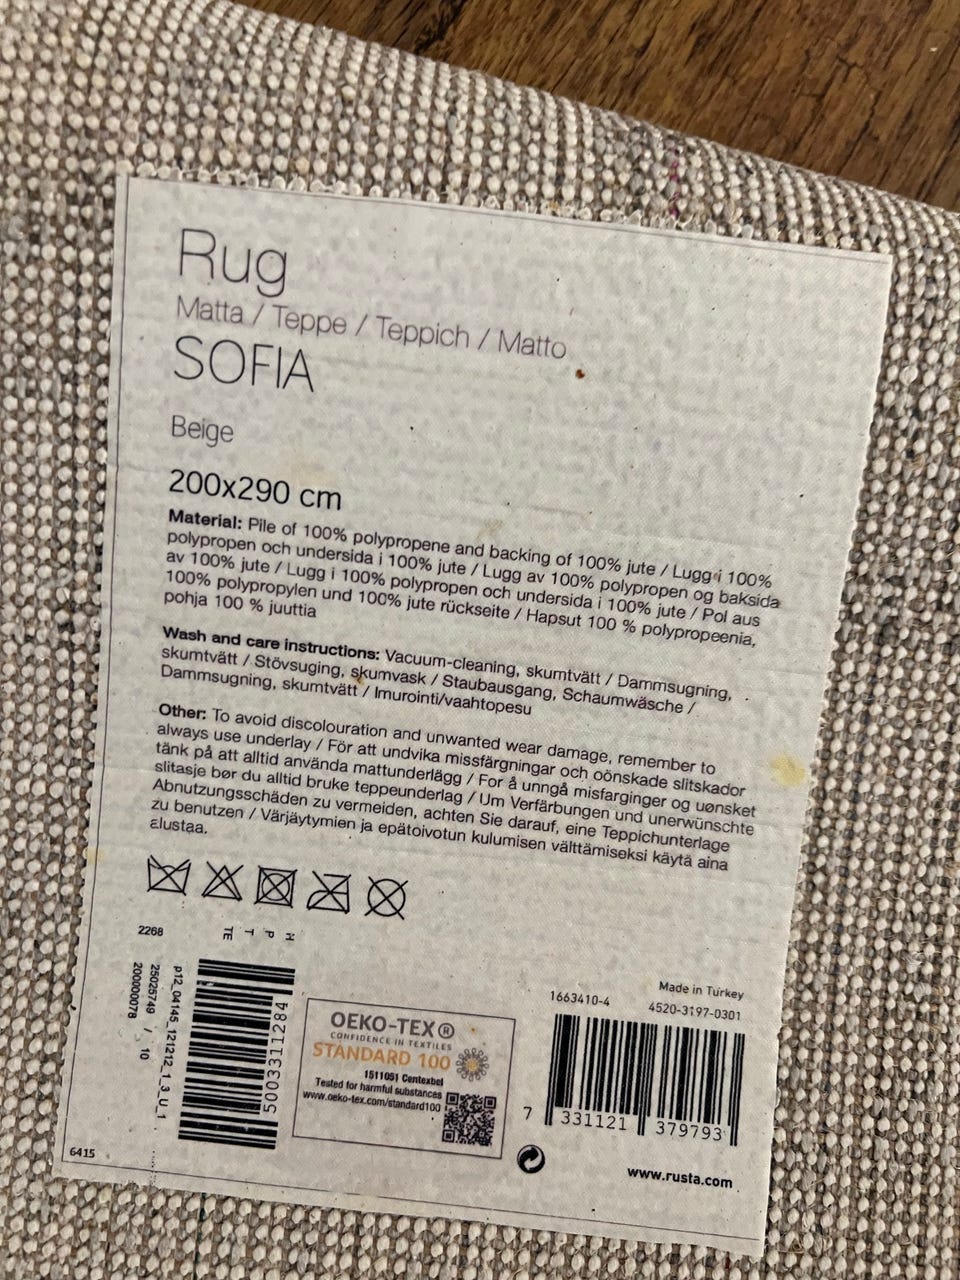 Rug
Matta / Teppe / Teppich / Matto
SOFIA
Beige
200x290 cm
Material: Pile of 100% polypropene and backing of 100% jute / Lugg i 100%
polypropen och undersida i 100% jute / Lugg av 100% polypropen og baksida
av 100% jute / Lugg i 100% polypropen och undersida i 100% jute / Pol aus
100% polypropylen und 100% jute rückseite / Hapsut 100 % polypropeenia,
pohja 100 % juuttia
Wash and care instructions: Vacuum-cleaning, skumtvätt / Dammsugning,
skumtvätt / Stövsuging, skumvask / Staubausgang, Schaumwäsche /
Dammsugning, skumtvätt / Imurointi/vaahtopesu
Other: To avoid discolouration and unwanted wear damage, remember to
always use underlay / För att undvika missfärgningar och oönskade slitskador
tänk på att alltid använda mattunderlägg / For å unngå misfarginger og uønsket
slitasje bør du alltid bruke teppeunderlag / Um Verfärbungen und unerwünschte
Abnutzungsschäden zu vermeiden, achten Sie darauf, eine Teppichunterlage
zu benutzen / Värjäytymien ja epätoivotun kulumisen välttämiseksi käytä aina
alustaa.
2268
TE T P H
p12_04145_121212_1.3_U_1
25025749 / 10
200000078
5003311284
6415
OEKO-TEX®
CONFIDENCE IN TEXTILES
STANDARD 100
1511051 Centexbel
Tested for harmful substances
www.oeko-tex.com/standard100
Made in Turkey
1663410-4 4520-3197-0301
7 331121 379793
www.rusta.com